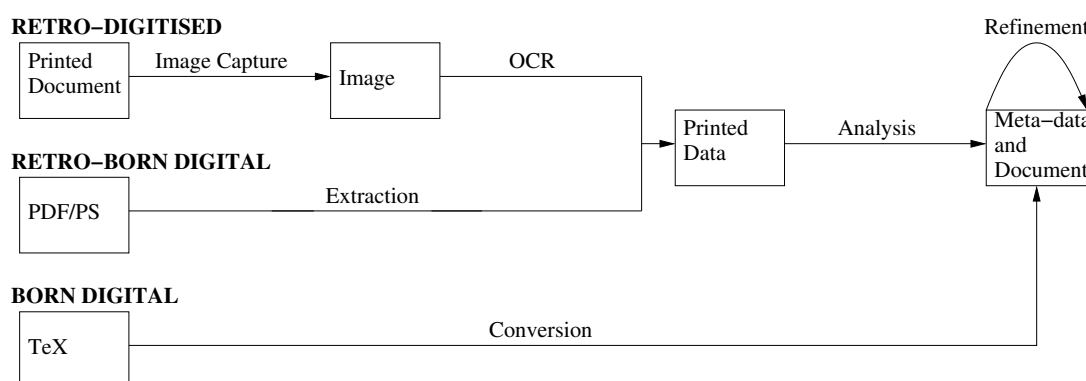 RETRO−DIGITISED
Printed
Document
Image Capture
Image
OCR
Refinement
RETRO−BORN DIGITAL
PDF/PS
Extraction
Printed
Data
Analysis
Meta−data
and
Document
BORN DIGITAL
TeX
Conversion